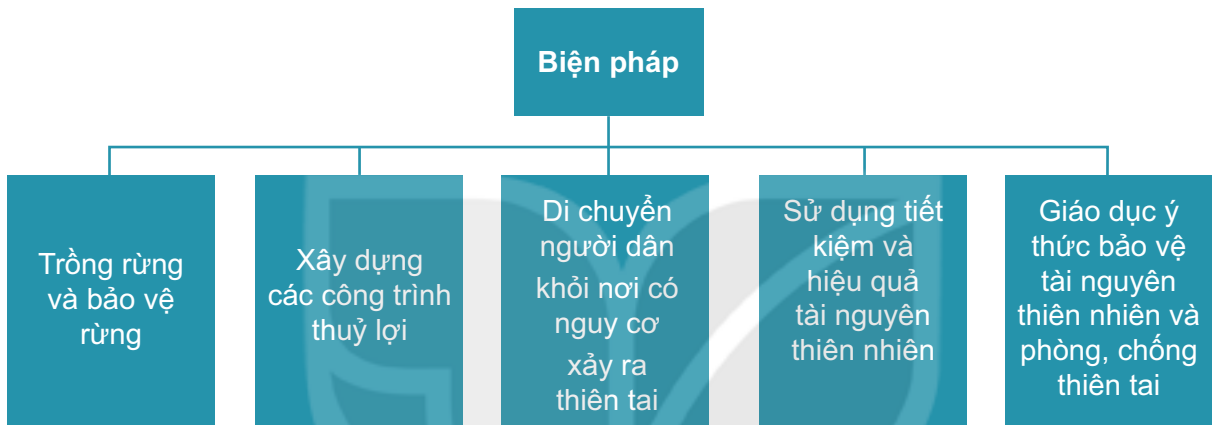 Biện pháp
Trồng rừng
và bảo vệ
rừng
Xây dựng
các công trình
thuỷ lợi
Di chuyển
người dân
khỏi nơi có
nguy cơ
xảy ra
thiên tai
Sử dụng tiết
kiệm và
hiệu quả
tài nguyên
thiên nhiên
Giáo dục ý
thức bảo vệ
tài nguyên
thiên nhiên và
phòng, chống
thiên tai